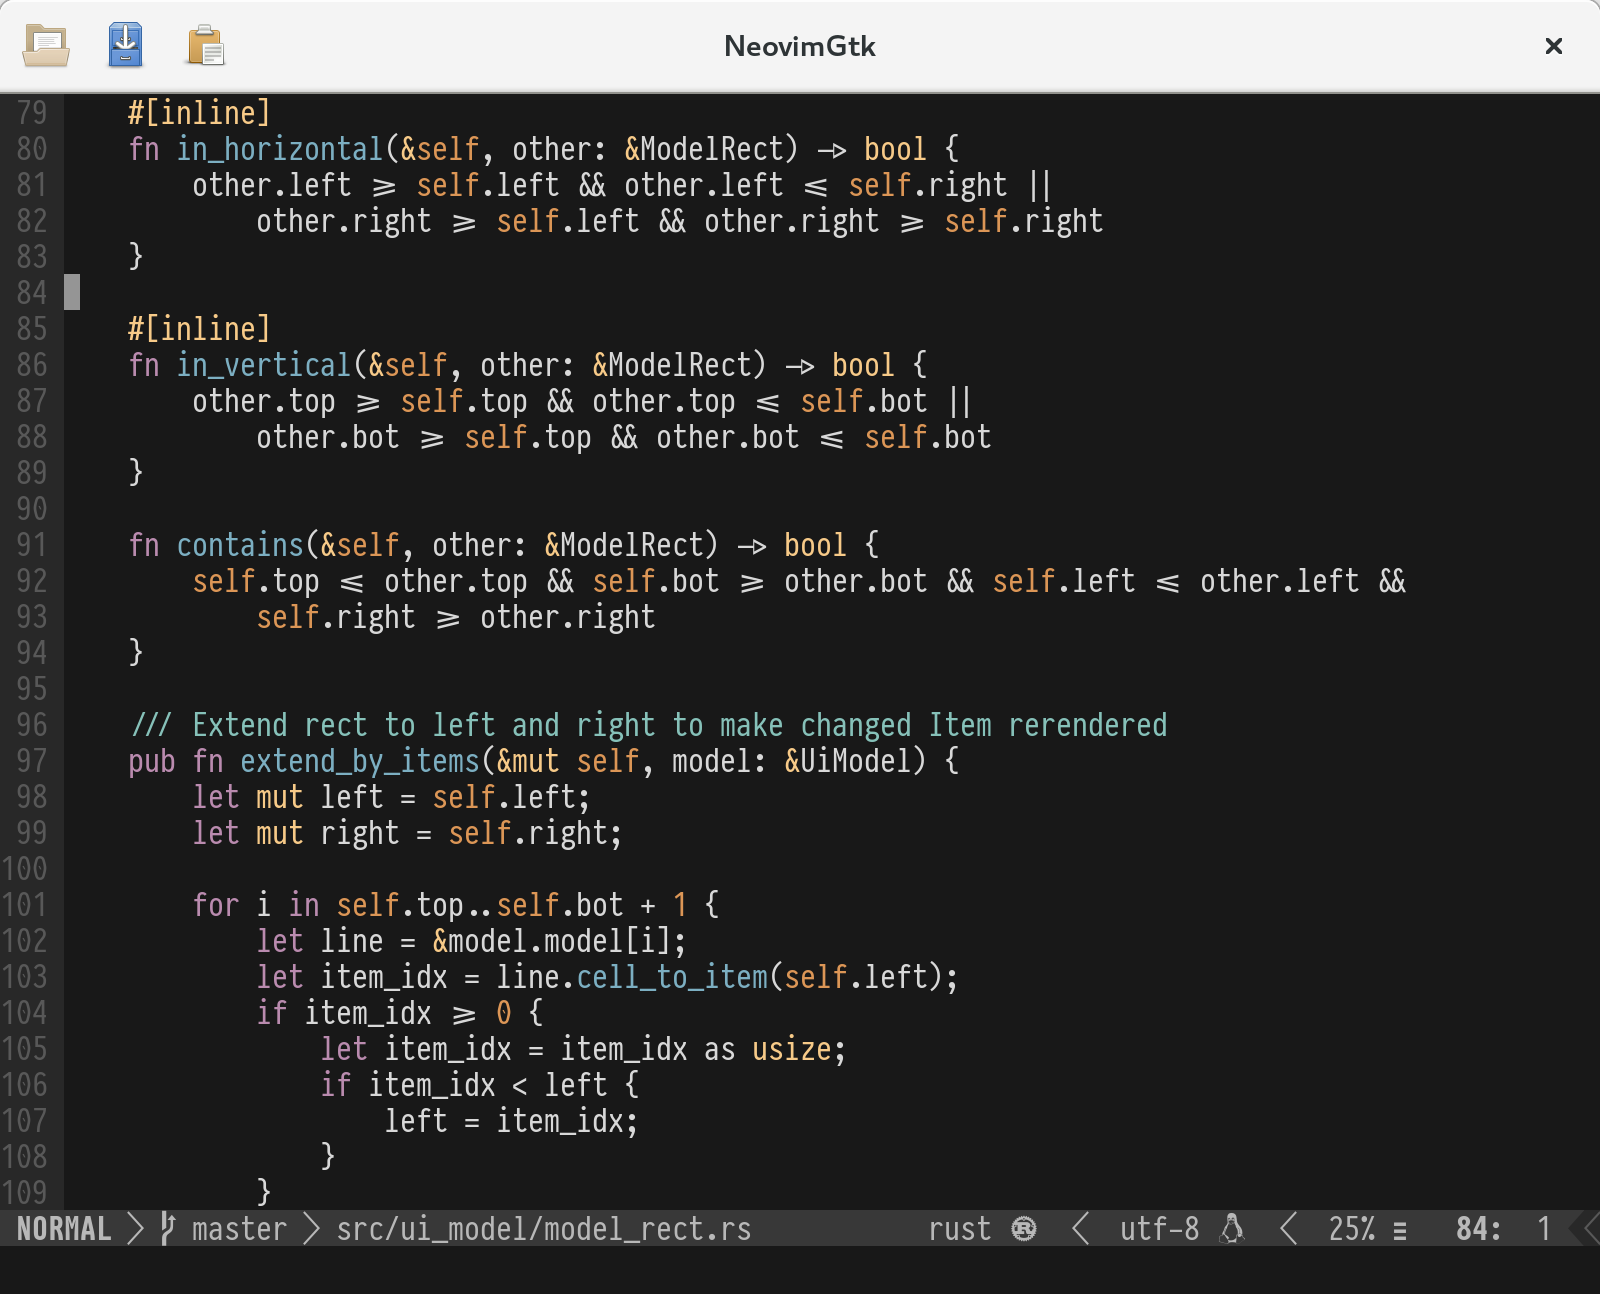 NeovimGtk
79 #[inline]
80 fn in_horizontal(&self, other: &ModelRect) -> bool {
81 other.left >= self.left && other.left <= self.right ||
82 other.right >= self.left && other.right >= self.right
83 }
84
85 #[inline]
86 fn in_vertical(&self, other: &ModelRect) -> bool {
87 other.top >= self.top && other.top <= self.bot ||
88 other.bot >= self.top && other.bot <= self.bot
89 }
90
91 fn contains(&self, other: &ModelRect) -> bool {
92 self.top <= other.top && self.bot >= other.bot && self.left <= other.left &&
93 self.right >= other.right
94 }
95
96 /// Extend rect to left and right to make changed Item rerendered
97 pub fn extend_by_items(&mut self, model: &UiModel) {
98 let mut left = self.left;
99 let mut right = self.right;
100
101 for i in self.top..self.bot + 1 {
102 let line = &model.model[i];
103 let item_idx = line.cell_to_item(self.left);
104 if item_idx >= 0 {
105 let item_idx = item_idx as usize;
106 if item_idx < left {
107 left = item_idx;
108 }
109 }
NORMAL master src/ui_model/model_rect.rs rust utf-8 25% ≡ 84: 1